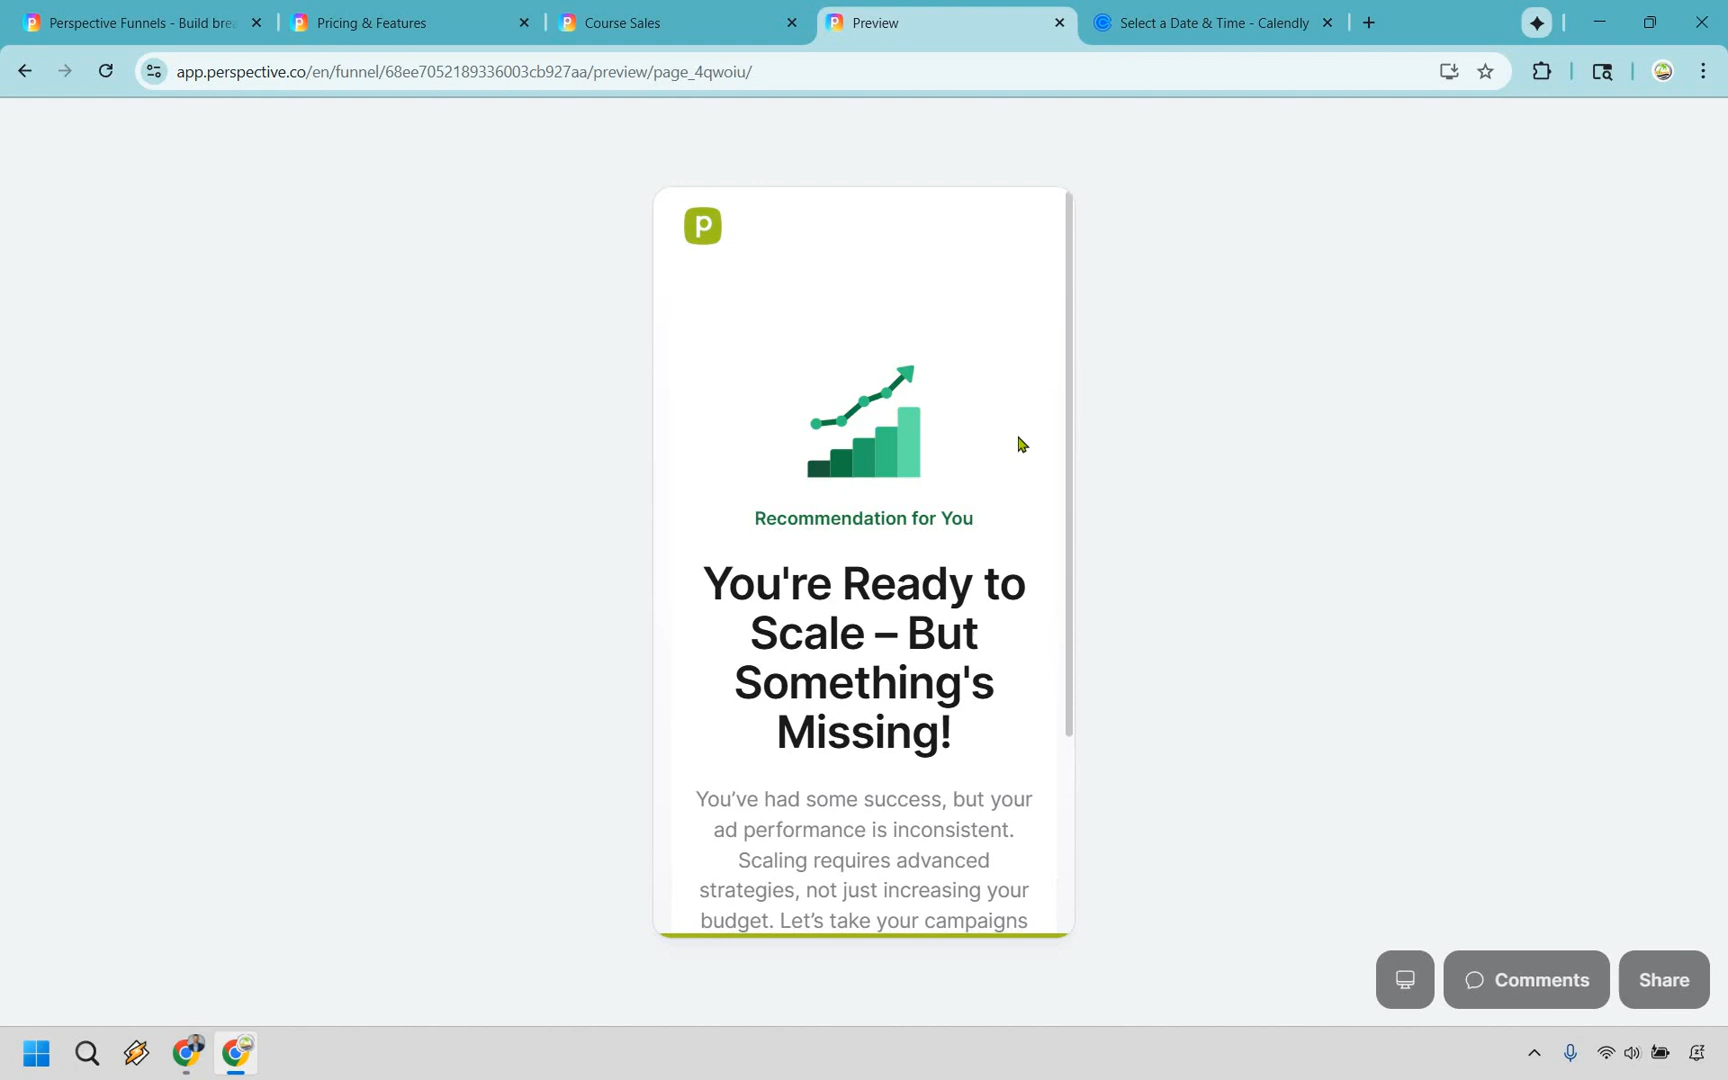 Perspective Funnels - Build brea
Pricing & Features
Course Sales
Preview
Select a Date & Time - Calendly
app.perspective.co/en/funnel/68ee7052189336003cb927aa/preview/page_4qwoiu/
p
Recommendation for You
You're Ready to
Scale – But
Something's
Missing!
You’ve had some success, but your
ad performance is inconsistent.
Scaling requires advanced
strategies, not just increasing your
budget. Let’s take your campaigns
Comments
Share